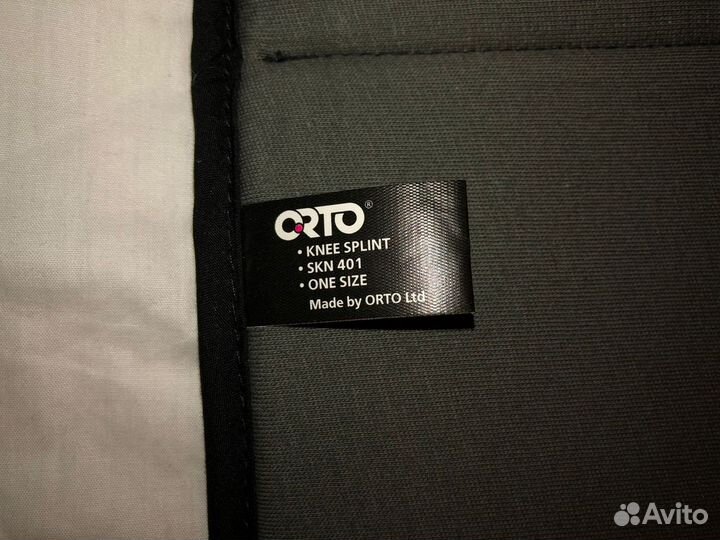 ORTO®
• KNEE SPLINT
• SKN 401
• ONE SIZE
Made by ORTO Ltd
Avito